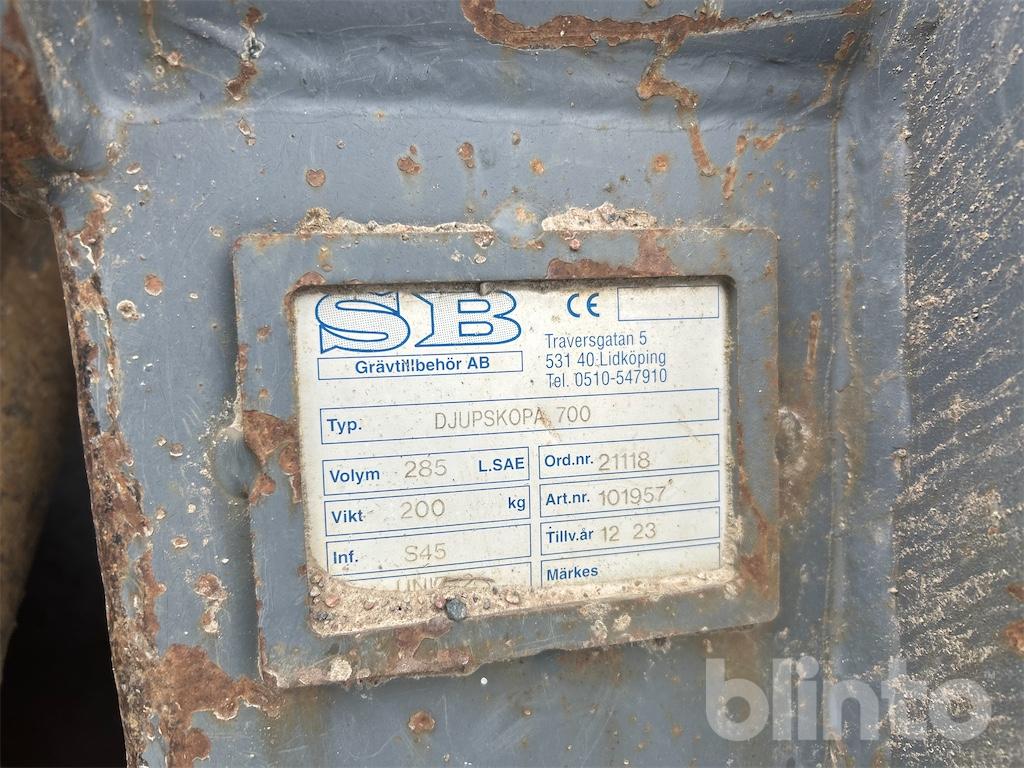 SB
CE
Grävtillbehör AB
Traversgatan 5
531 40 Lidköping
Tel. 0510-547910
Typ. DJUPSKOPA 700
Volym 285 L.SAE
Ord.nr. 21118
Vikt 200 kg
Art.nr. 101957
Inf. S45
Tillv.år 12 23
Märkes
blinto